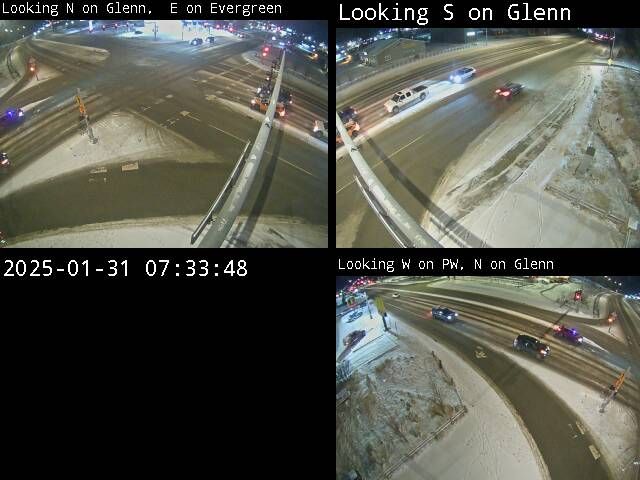 Looking N on Glenn,  E on Evergreen
Looking S on Glenn
2025-01-31 07:33:48
Looking W on PW, N on Glenn